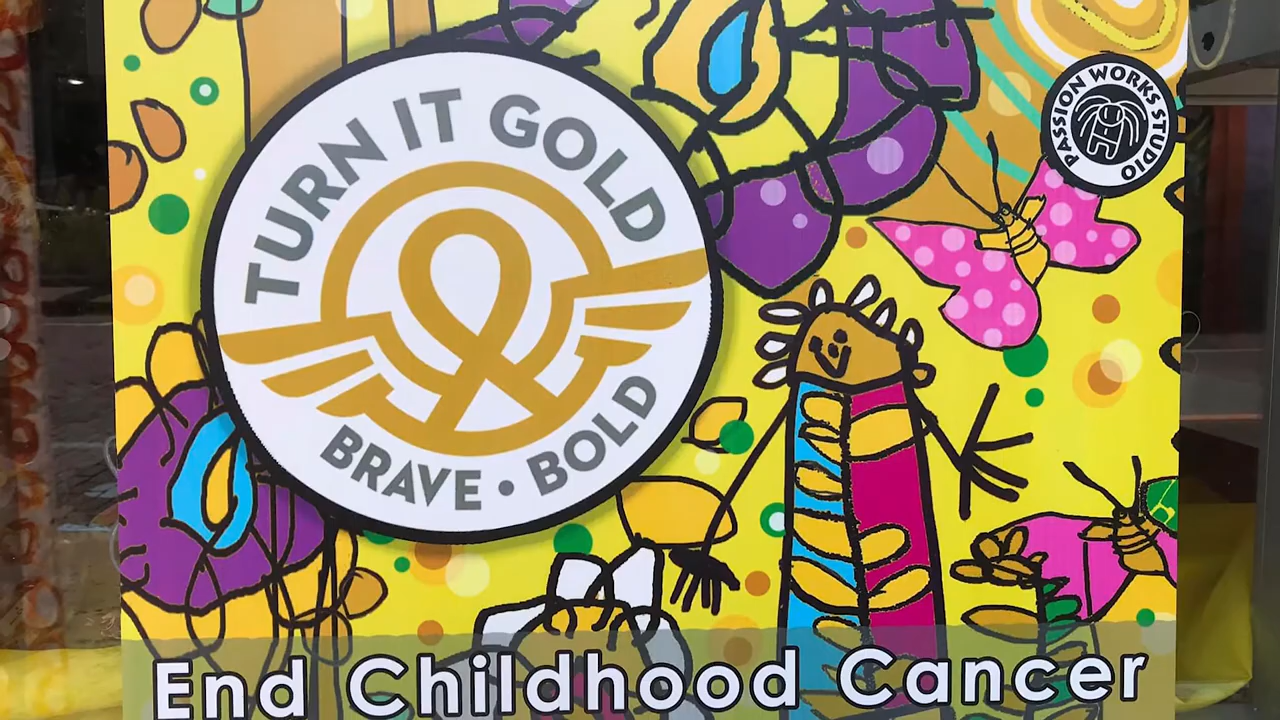 TURN IT GOLD
BRAVE • BOLD
PASSION WORKS STUDIO
End Childhood Cancer